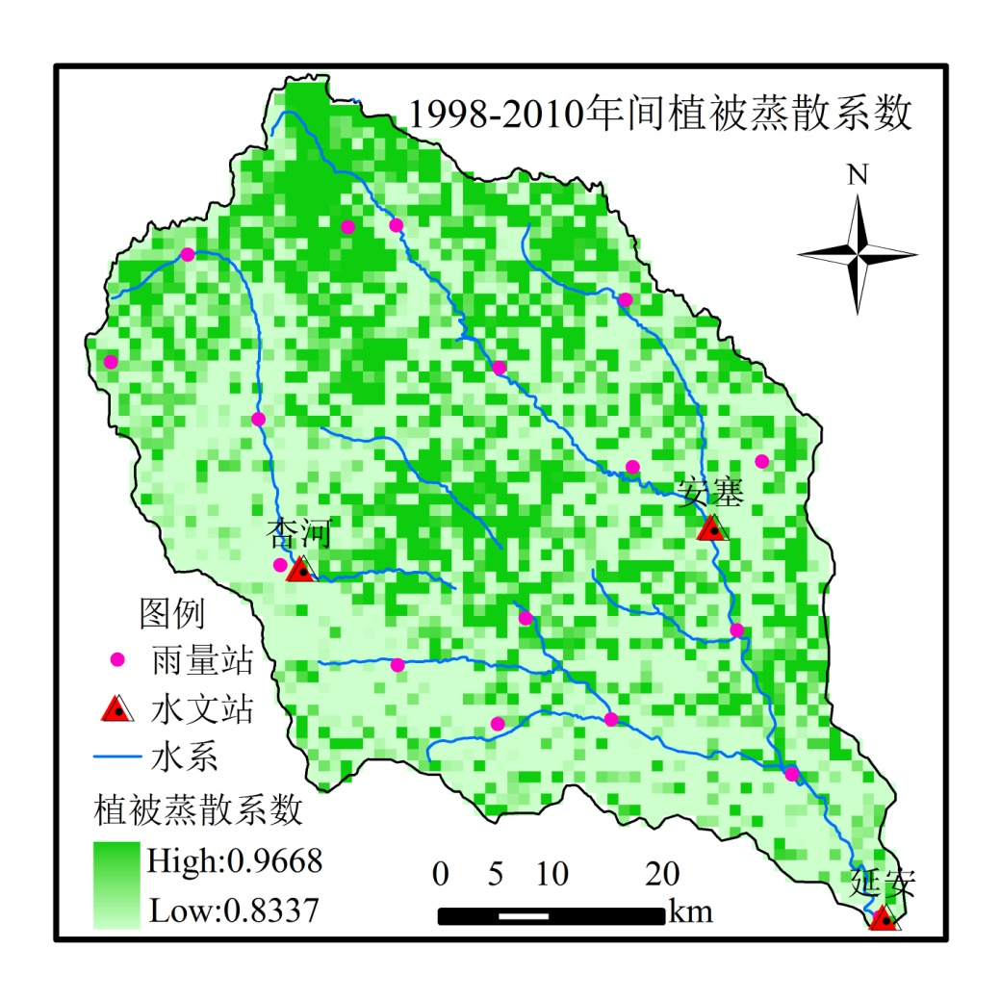 1998-2010年间植被蒸散系数
N
安塞
杏河
图例
雨量站
水文站
水系
植被蒸散系数
High:0.9668
Low:0.8337
0 5 10 20
km
延安